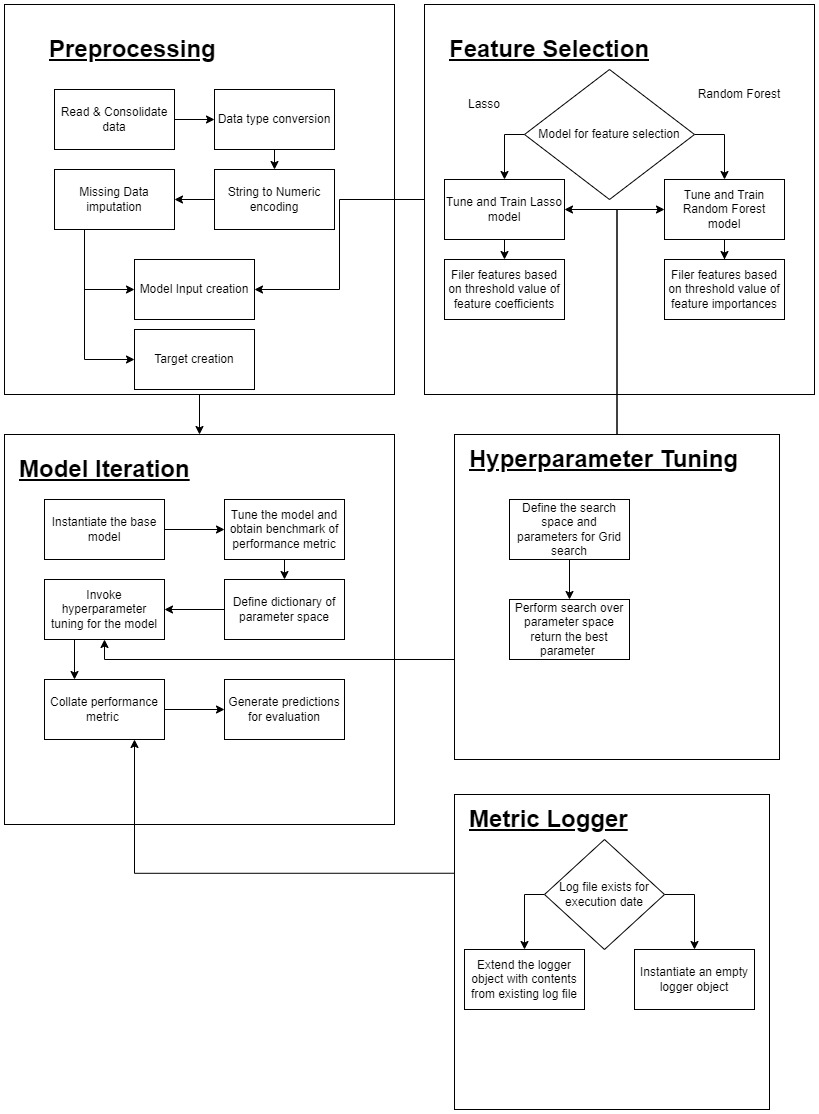 Preprocessing
Read & Consolidate
data
Data type conversion
Missing Data
imputation
String to Numeric
encoding
Model Input creation
Target creation
Feature Selection
Lasso
Random Forest
Model for feature selection
Tune and Train Lasso
model
Tune and Train
Random Forest
model
Filer features based
on threshold value of
feature coefficients
Filer features based
on threshold value of
feature importances
Model Iteration
Instantiate the base
model
Tune the model and
obtain benchmark of
performance metric
Invoke
hyperparameter
tuning for the model
Define dictionary of
parameter space
Collate performance
metric
Generate predictions
for evaluation
Hyperparameter Tuning
Define the search
space and
parameters for Grid
search
Perform search over
parameter space
return the best
parameter
Metric Logger
Log file exists for
execution date
Extend the logger
object with contents
from existing log file
Instantiate an empty
logger object